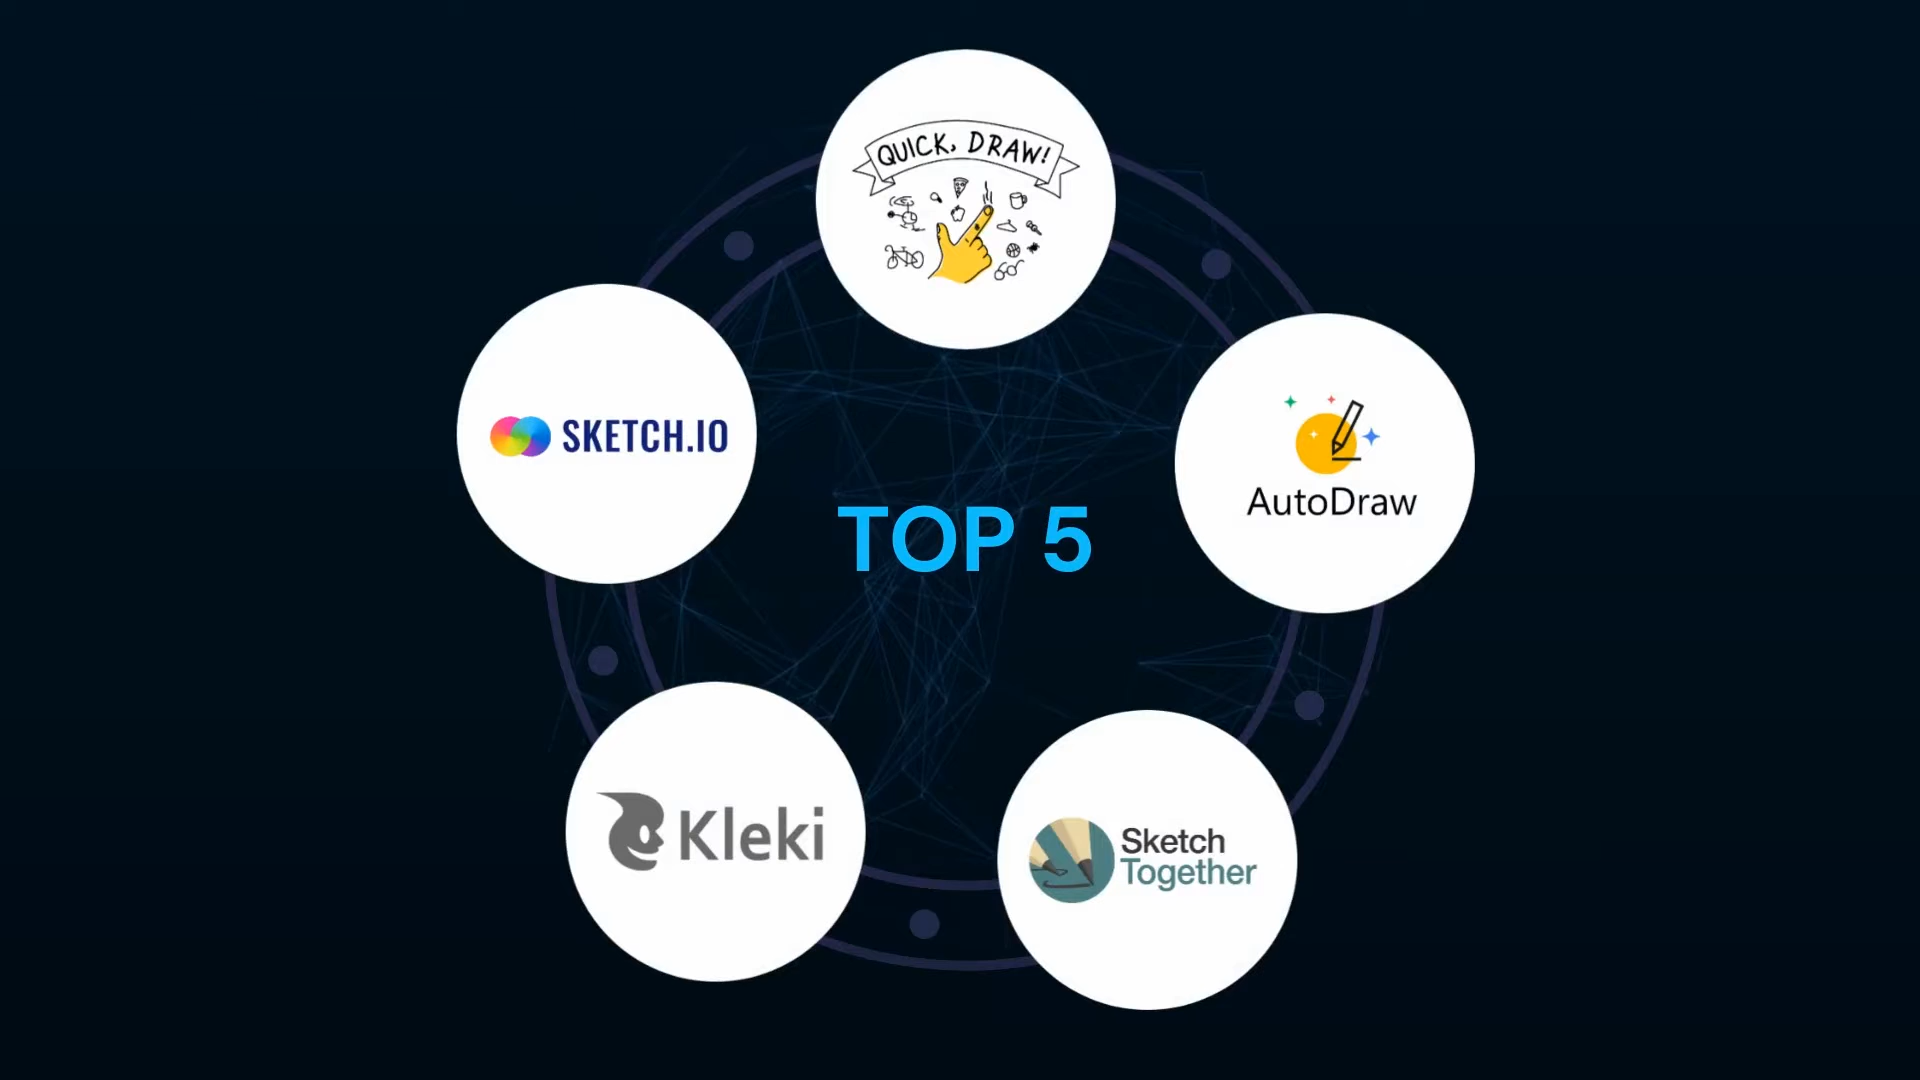 QUICK, DRAW!
SKETCH.IO
AutoDraw
TOP 5
Kleki
Sketch
Together